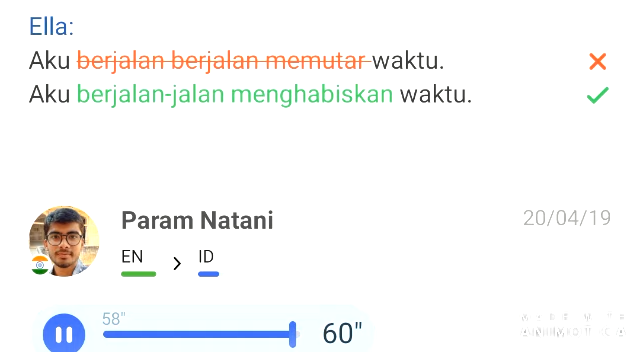 Ella:
Aku berjalan berjalan memutar waktu.
Aku berjalan-jalan menghabiskan waktu.
Param Natani
20/04/19
EN > ID
58"
60"